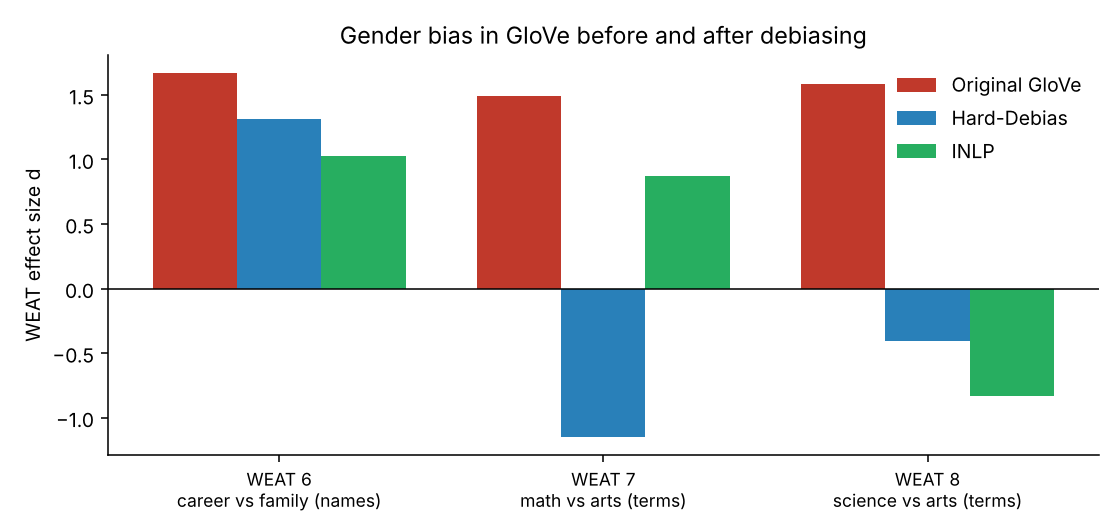 Gender bias in GloVe before and after debiasing
WEAT effect size d
1.5
1.0
0.5
0.0
−0.5
−1.0
Original GloVe
Hard-Debias
INLP
WEAT 6
career vs family (names)
WEAT 7
math vs arts (terms)
WEAT 8
science vs arts (terms)